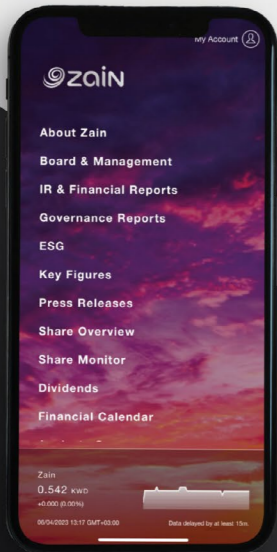 My Account
zain
About Zain
Board & Management
IR & Financial Reports
Governance Reports
ESG
Key Figures
Press Releases
Share Overview
Share Monitor
Dividends
Financial Calendar
Zain
0.542 KWD
+0.000 (0.00%)
06/04/2023 13:17 GMT+03:00 Data delayed by at least 15m.